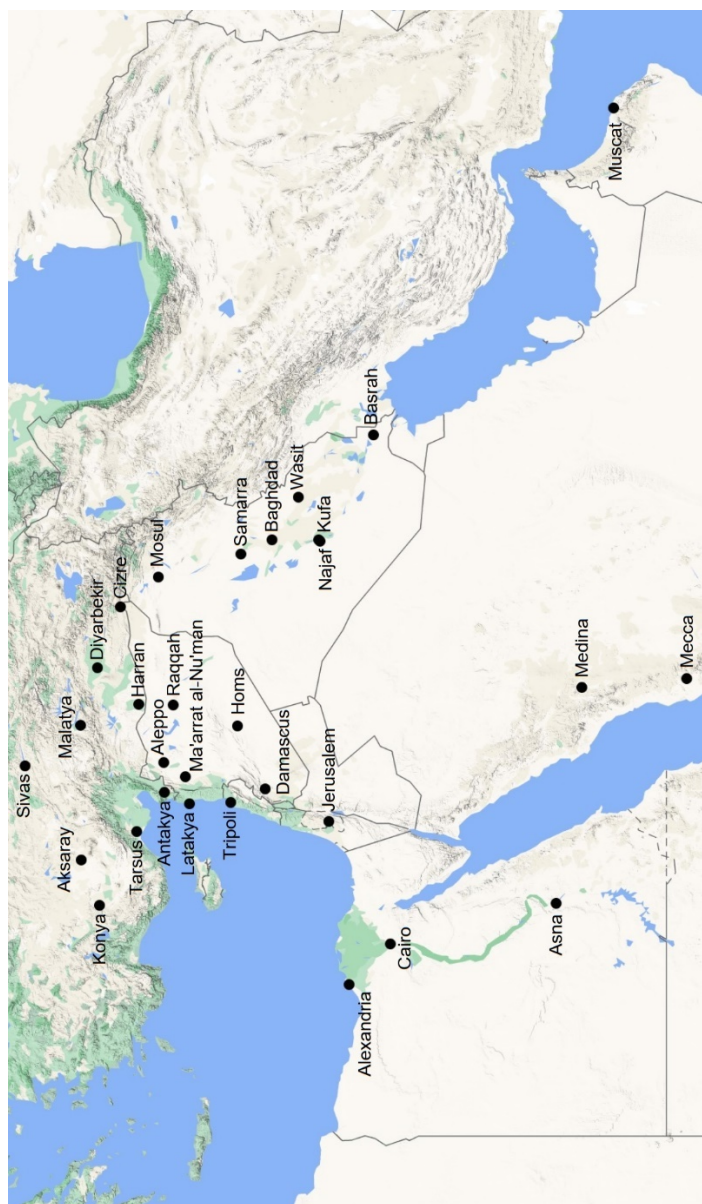 Sivas
Malatya
Diyarbekir
Aksaray
Konya
Cizre
Harran
Tarsus
Mosul
Aleppo
Antakya
Raqqah
Ma'arrat al-Nu'man
Latakya
Tripoli
Homs
Samarra
Damascus
Baghdad
Wasit
Najaf
Kufa
Jerusalem
Basrah
Alexandria
Cairo
Asna
Medina
Muscat
Mecca